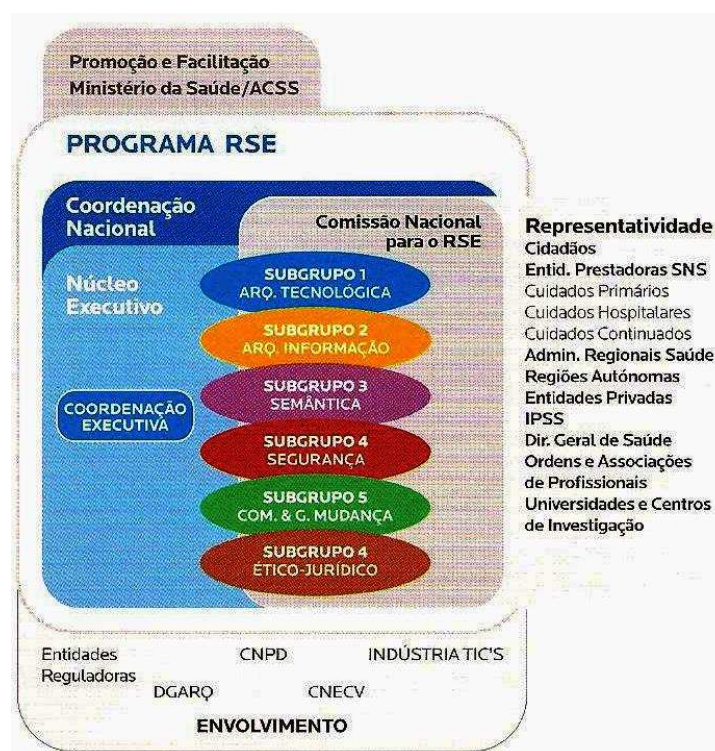 Promoção e Facilitação
Ministério da Saúde/ACSS
PROGRAMA RSE
Coordenação
Nacional
Comissão Nacional
para o RSE
Núcleo
Executivo
COORDENAÇÃO
EXECUTIVA
SUBGRUPO 1
ARQ. TECNOLÓGICA
SUBGRUPO 2
ARQ. INFORMAÇÃO
SUBGRUPO 3
SEMÂNTICA
SUBGRUPO 4
SEGURANÇA
SUBGRUPO 5
COM. & G. MUDANÇA
SUBGRUPO 4
ÉTICO-JURÍDICO
Representatividade
Cidadãos
Entid. Prestadoras SNS
Cuidados Primários
Cuidados Hospitalares
Cuidados Continuados
Admin. Regionais Saúde
Regiões Autónomas
Entidades Privadas
IPSS
Dir. Geral de Saúde
Ordens e Associações
de Profissionais
Universidades e Centros
de Investigação
Entidades
Reguladoras
CNPD
INDÚSTRIA TIC'S
DGARQ
CNECV
ENVOLVIMENTO